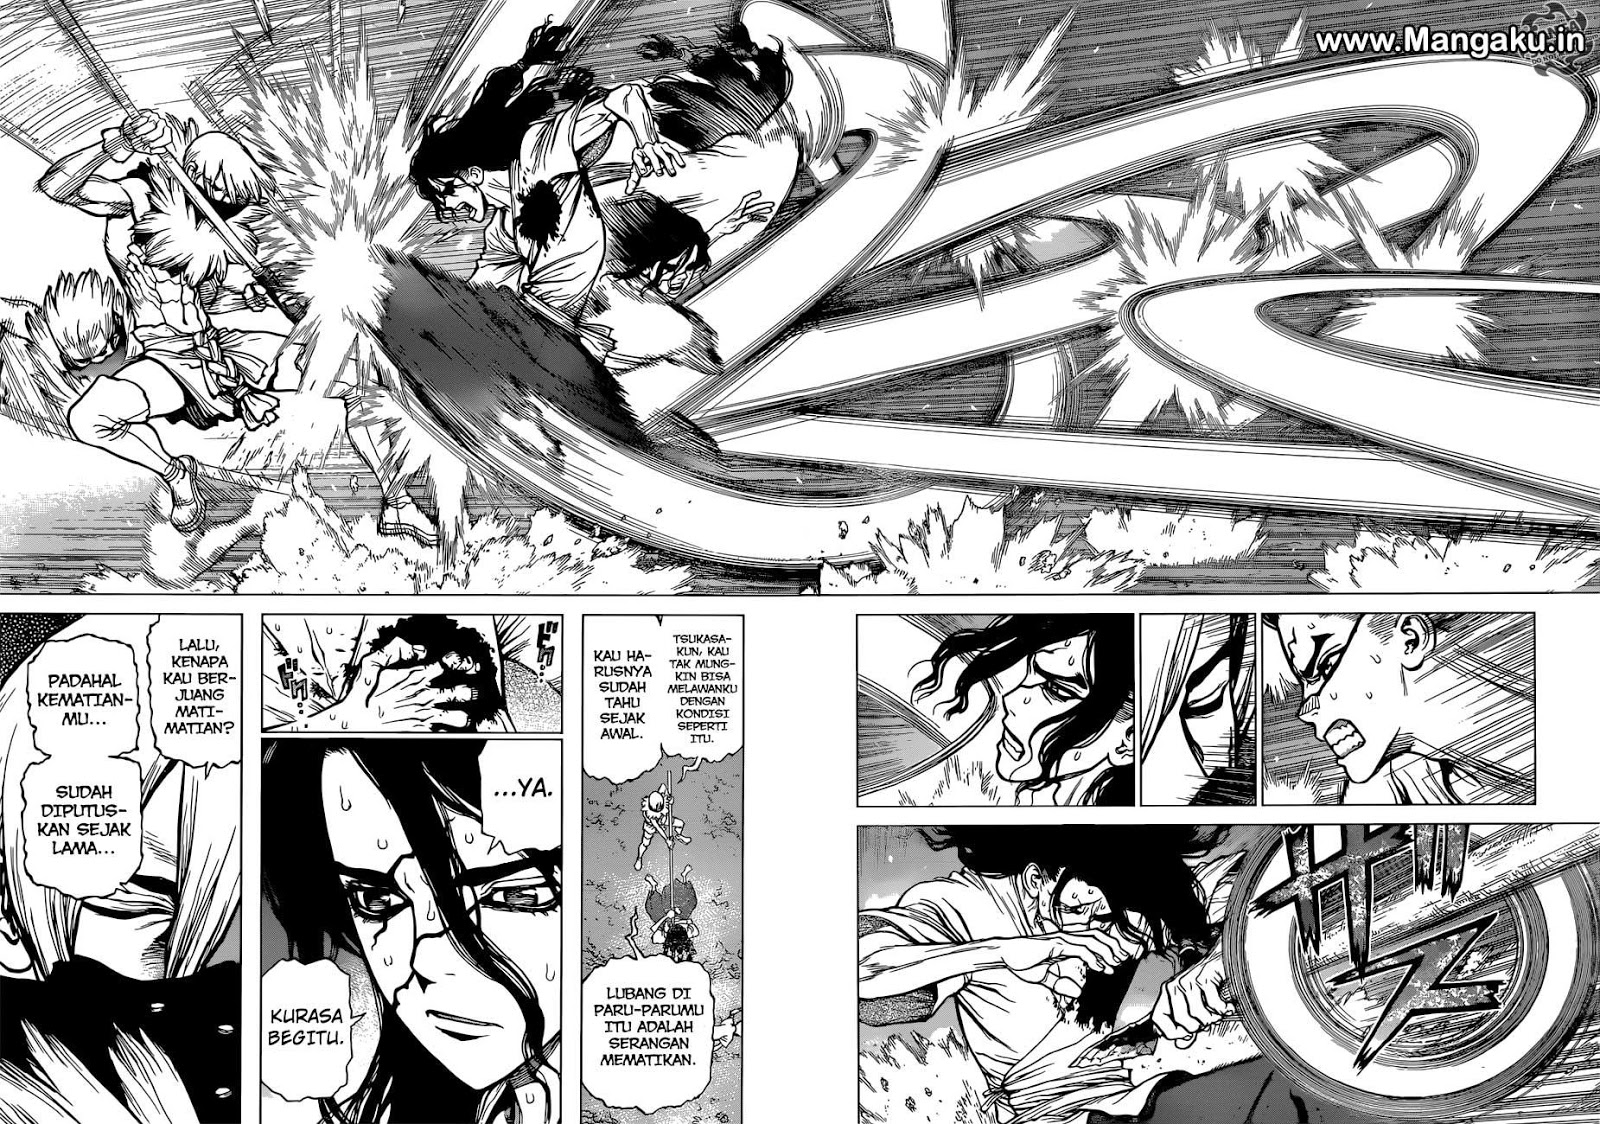 www.Mangaku.in
TSUKASA-
KUN, KAU
TAK MUNG-
KIN BISA
MELAWANKU
DENGAN
KONDISI
SEPERTI
ITU.
KAU HA-
RUSNYA
SUDAH
TAHU
SEJAK
AWAL.
LUBANG DI
PARU-PARUMU
ITU ADALAH
SERANGAN
MEMATIKAN.
...YA.
KURASA
BEGITU.
LALU,
KENAPA
KAU BER-
JUANG
MATI-
MATIAN?
PADAHAL
KEMATIAN-
MU...
SUDAH
DIPUTUS-
KAN SEJAK
LAMA...